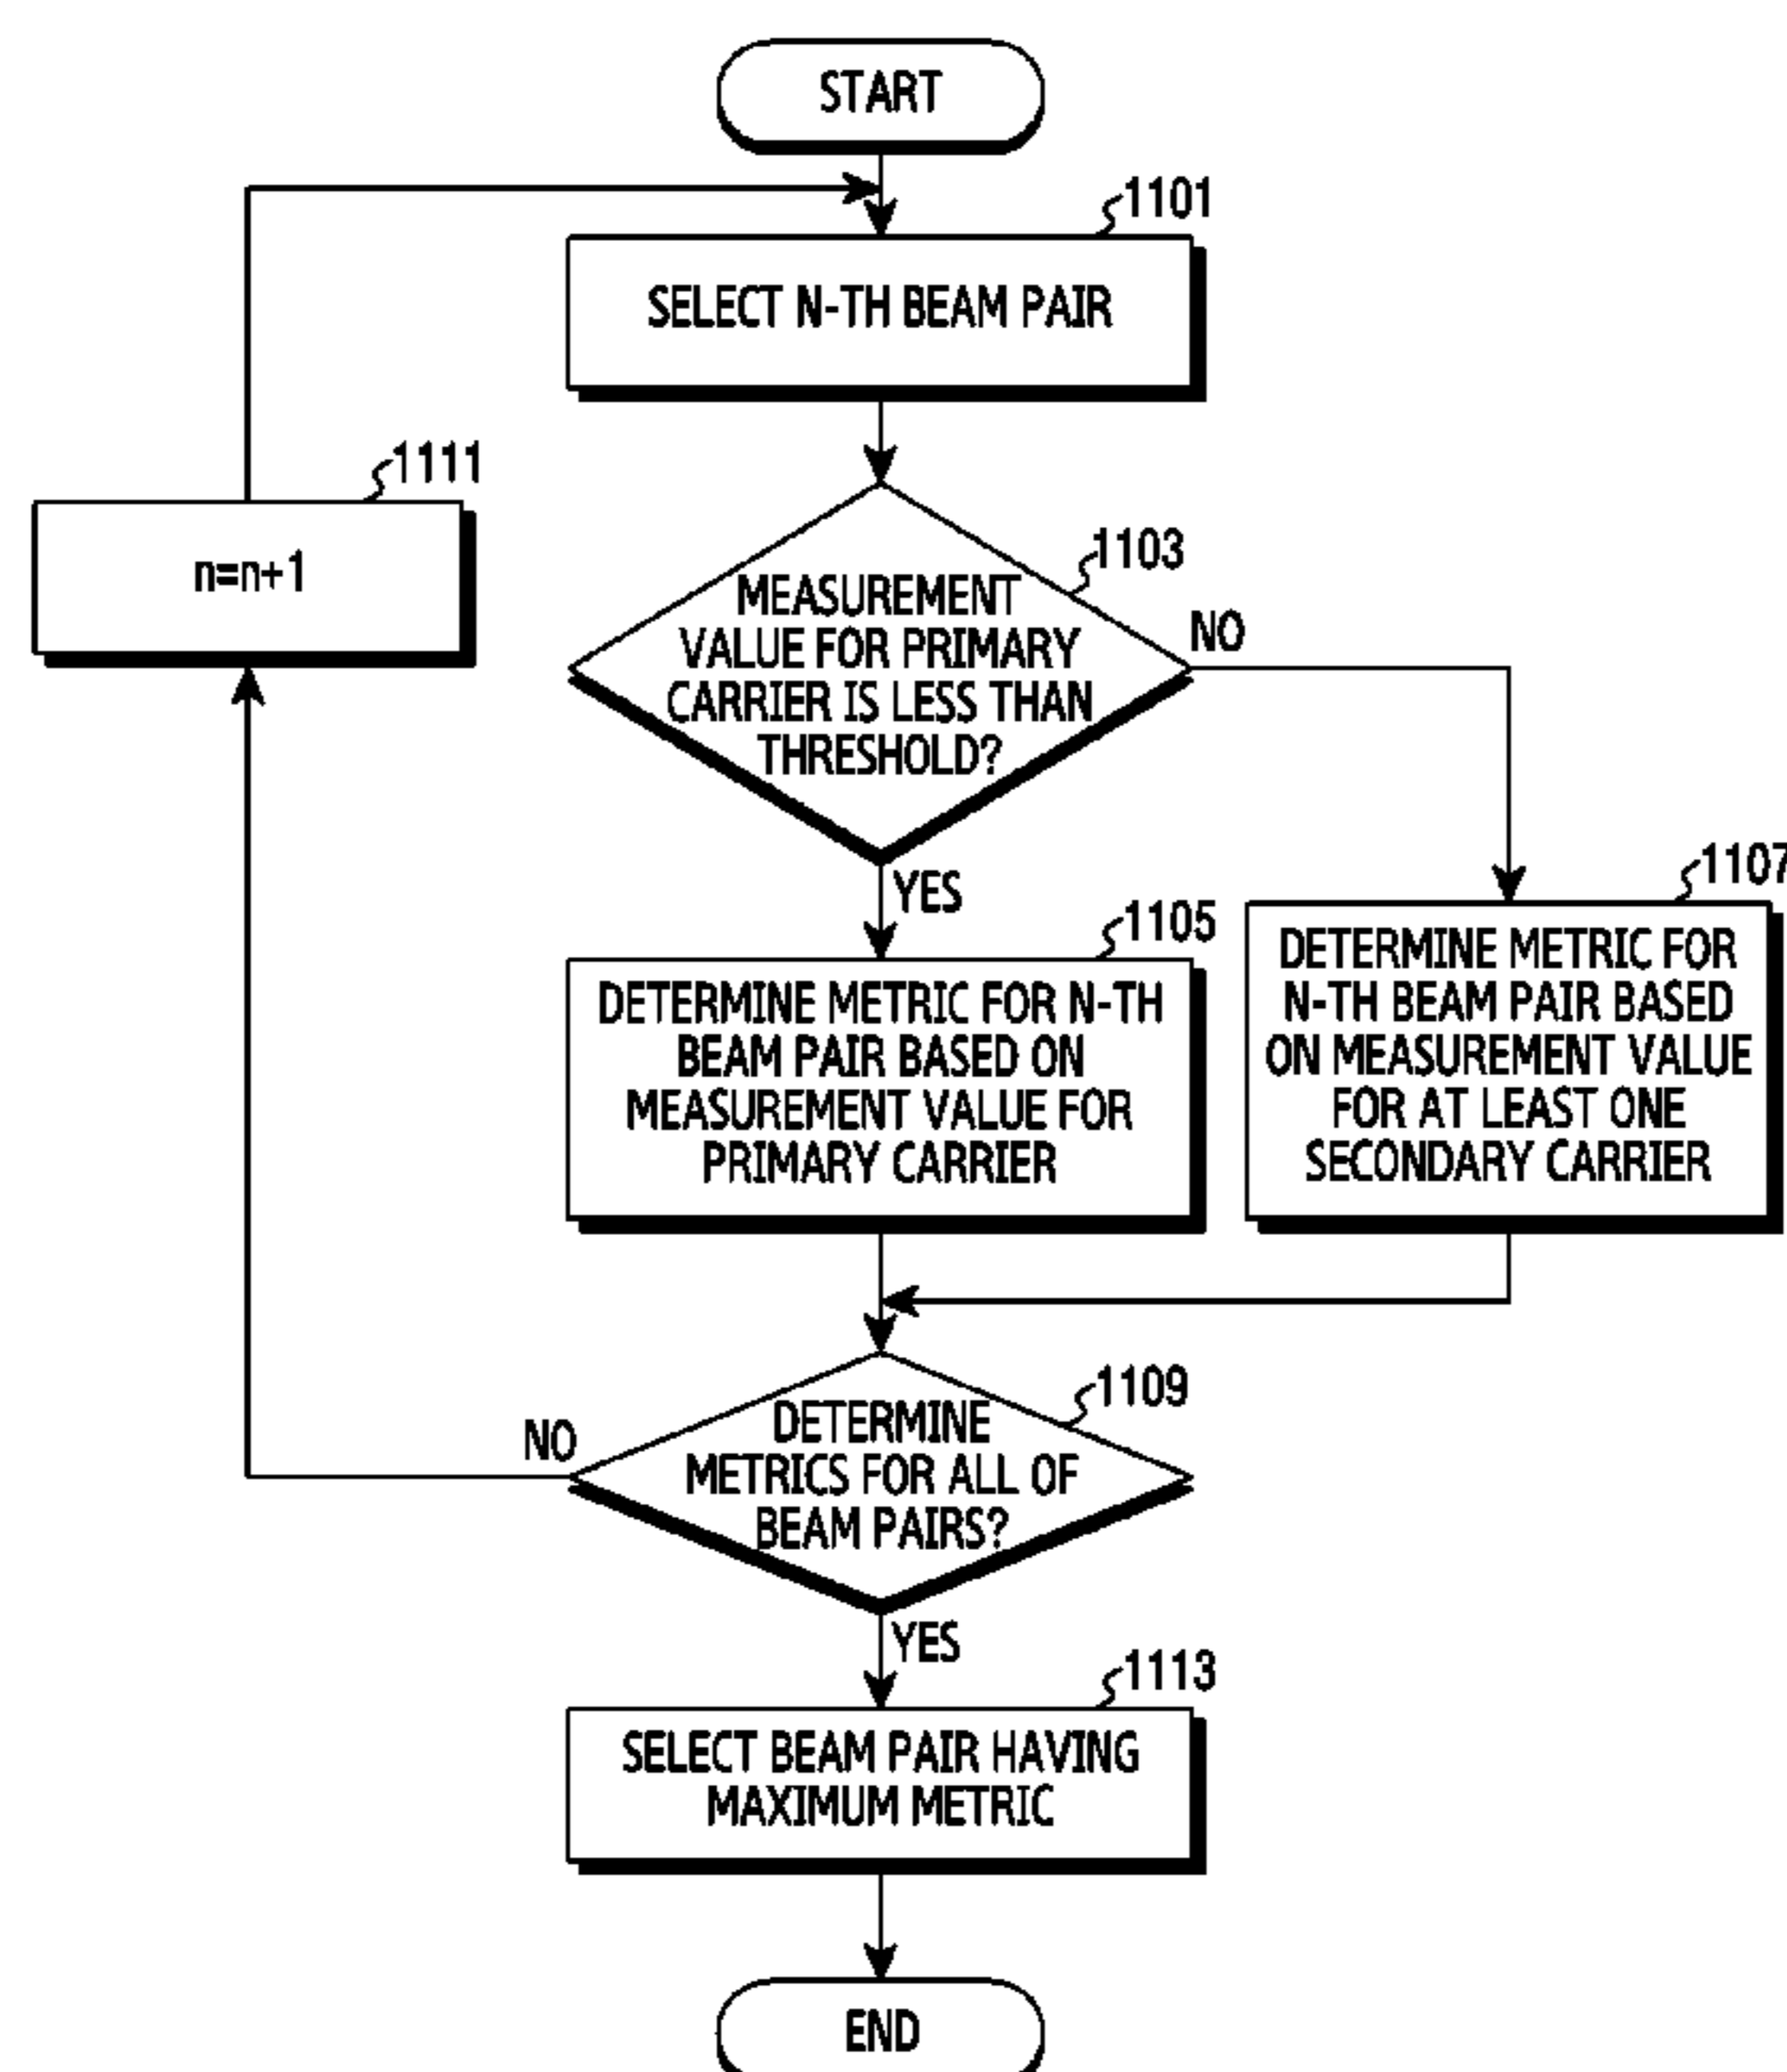 START
1101
SELECT N-TH BEAM PAIR
1111
n=n+1
1103
MEASUREMENT
VALUE FOR PRIMARY
CARRIER IS LESS THAN
THRESHOLD?
NO
YES
1105
DETERMINE METRIC FOR N-TH
BEAM PAIR BASED ON
MEASUREMENT VALUE FOR
PRIMARY CARRIER
1107
DETERMINE METRIC FOR
N-TH BEAM PAIR BASED
ON MEASUREMENT VALUE
FOR AT LEAST ONE
SECONDARY CARRIER
1109
DETERMINE
METRICS FOR ALL OF
BEAM PAIRS?
NO
YES
1113
SELECT BEAM PAIR HAVING
MAXIMUM METRIC
END